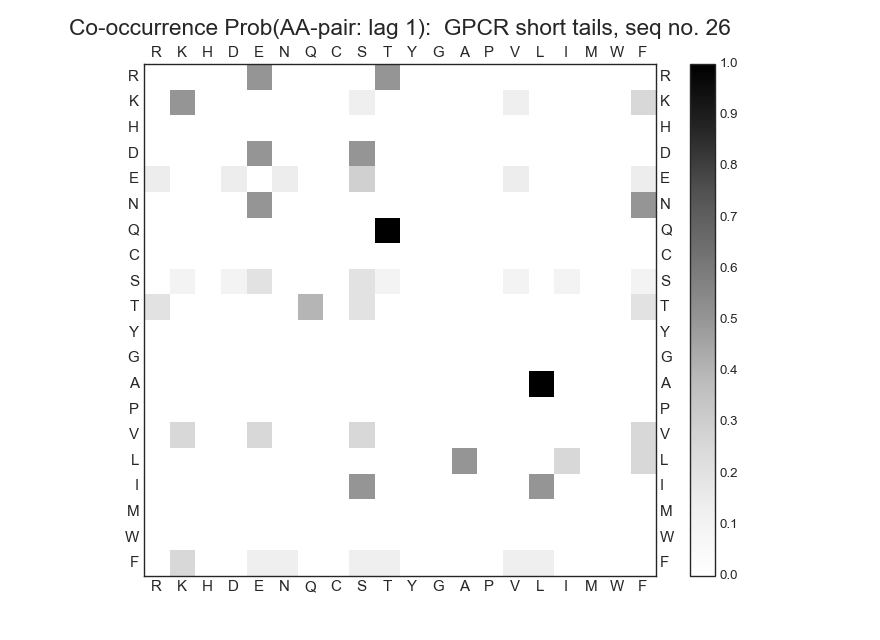 Co-occurrence Prob(AA-pair: lag 1):  GPCR short tails, seq no. 26
R K H D E N Q C S T Y G A P V L I M W F
R R 1.0
K K 0.9
H H
D D 0.8
E E
N N 0.7
Q Q
C C 0.6
S S
T T 0.5
Y Y
G G 0.4
A A
P P 0.3
V V
L L 0.2
I I
M M 0.1
W W
F F 0.0
R K H D E N Q C S T Y G A P V L I M W F